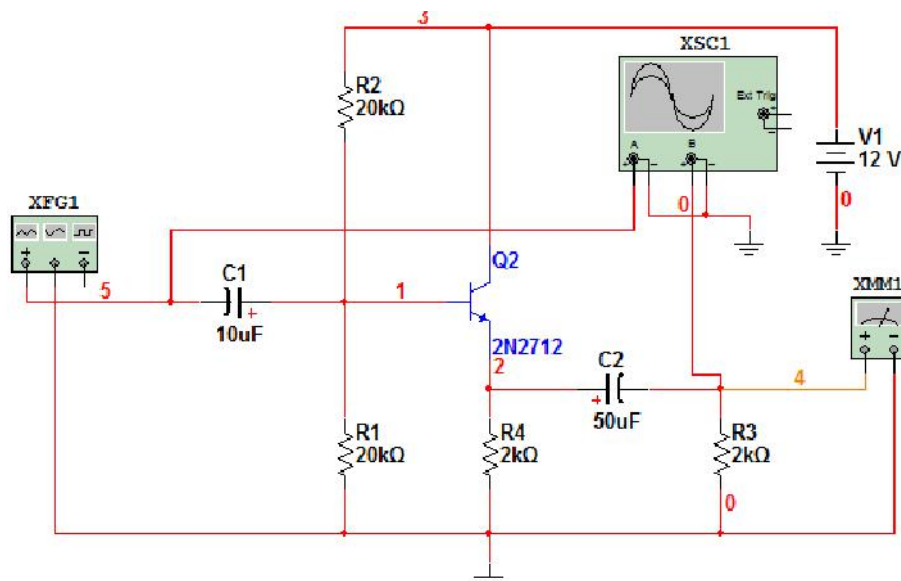 3
XSC1
R2
20kΩ
Ext Trig
+
-
V1
12 V
A
B
+ - + -
0
0
XFG1
+ -
5
C1
+
10uF
1
Q2
2N2712
2
C2
+
50uF
4
XMM1
+ -
R1
20kΩ
R4
2kΩ
R3
2kΩ
0